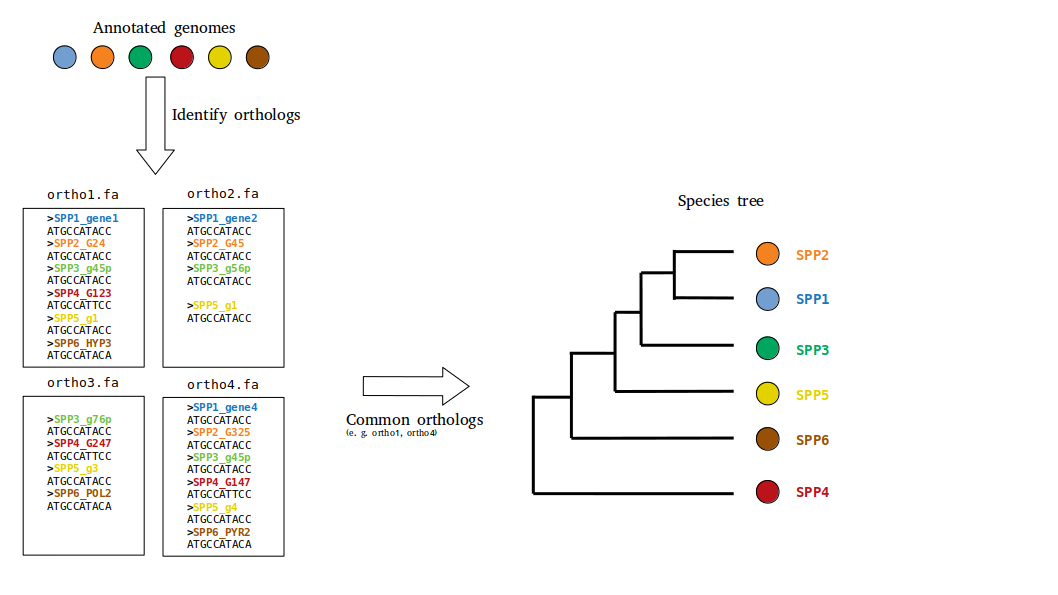 Annotated genomes
Identify orthologs
ortho1.fa
>SPP1_gene1
ATGCCATACC
>SPP2_G24
ATGCCATACC
>SPP3_g45p
ATGCCATACC
>SPP4_G123
ATGCCATTCC
>SPP5_g1
ATGCCATACC
>SPP6_HYP3
ATGCCATACA
ortho2.fa
>SPP1_gene2
ATGCCATACC
>SPP2_G45
ATGCCATACC
>SPP3_g56p
ATGCCATACC
>SPP5_g1
ATGCCATACC
ortho3.fa
>SPP3_g76p
ATGCCATACC
>SPP4_G247
ATGCCATTCC
>SPP5_g3
ATGCCATACC
>SPP6_POL2
ATGCCATACA
ortho4.fa
>SPP1_gene4
ATGCCATACC
>SPP2_G325
ATGCCATACC
>SPP3_g45p
ATGCCATACC
>SPP4_G147
ATGCCATTCC
>SPP5_g4
ATGCCATACC
>SPP6_PYR2
ATGCCATACA
Common orthologs
(e. g. ortho1, ortho4)
Species tree
SPP2
SPP1
SPP3
SPP5
SPP6
SPP4